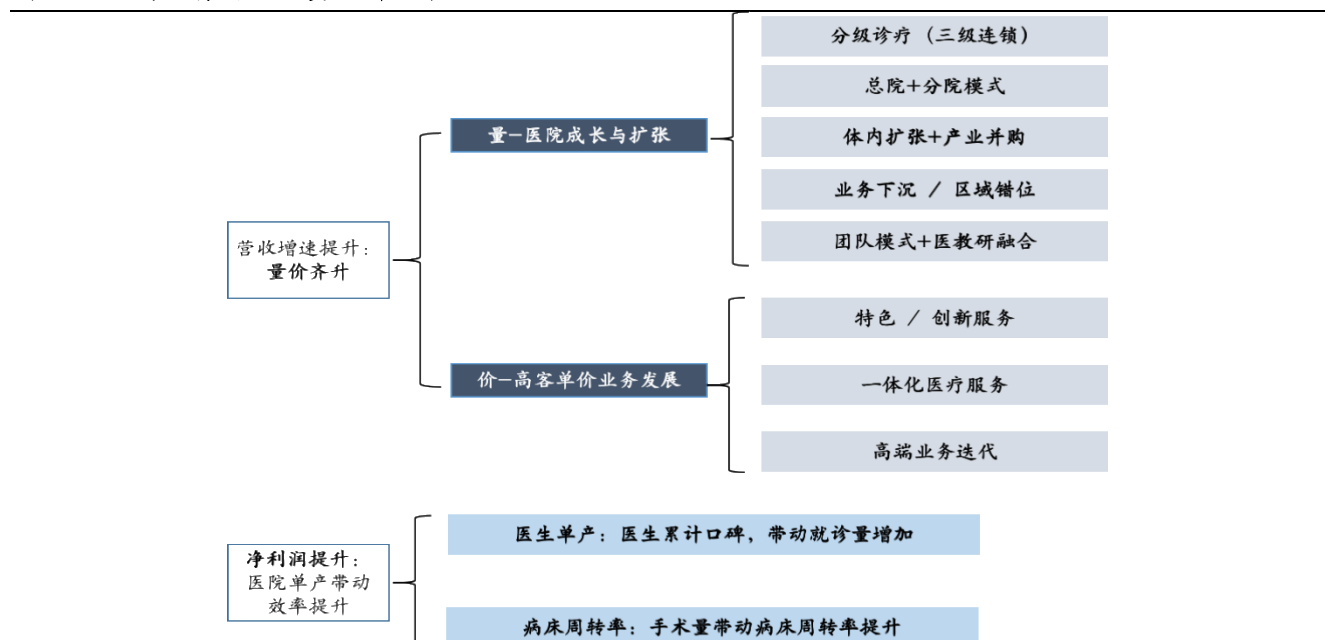 分级诊疗（三级连锁）
总院+分院模式
量-医院成长与扩张
体内扩张+产业并购
业务下沉 / 区域错位
团队模式+医教研融合
营收增速提升：
量价齐升
特色 / 创新服务
价-高客单价业务发展
一体化医疗服务
高端业务迭代
医生单产：医生累计口碑，带动就诊量增加
净利润提升：
医院单产带动
效率提升
病床周转率：手术量带动病床周转率提升